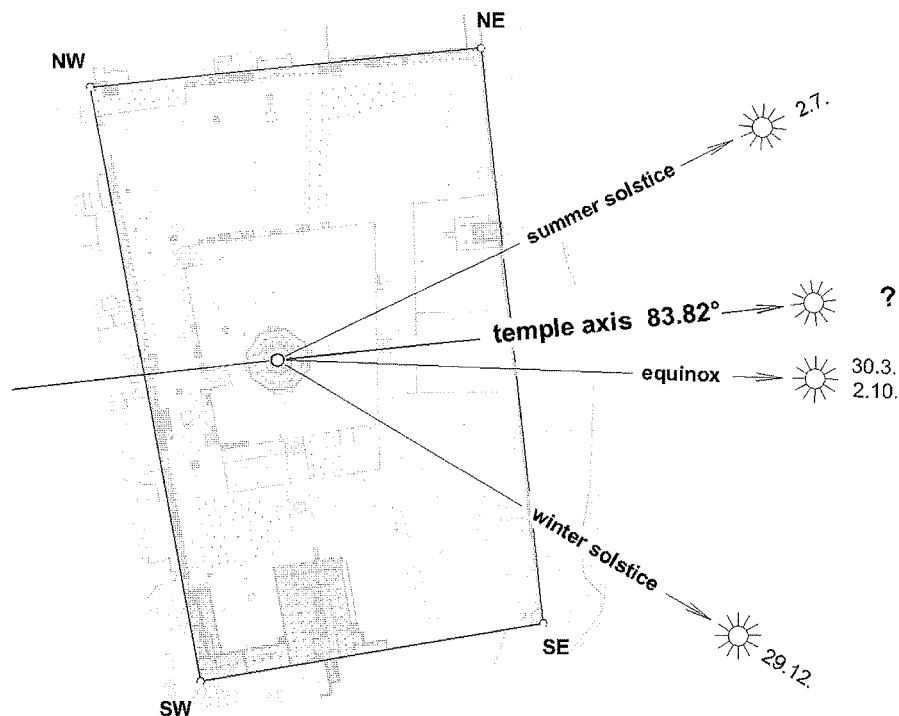 NE
NW
2.7.
summer solstice
temple axis 83.82°
?
equinox
30.3.
2.10.
winter solstice
29.12.
SE
SW